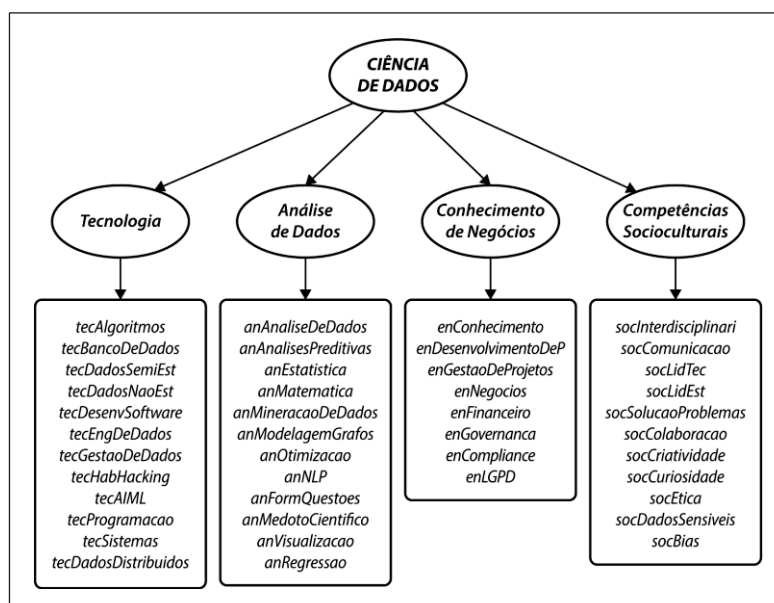 CIÊNCIA
DE DADOS
Tecnologia
Análise
de Dados
Conhecimento
de Negócios
Competências
Socioculturais
tecAlgoritmos
tecBancoDeDados
tecDadosSemiEst
tecDadosNaoEst
tecDesenvSoftware
tecEngDeDados
tecGestaoDeDados
tecHabHacking
tecAIML
tecProgramacao
tecSistemas
tecDadosDistribuidos
anAnaliseDeDados
anAnalisesPreditivas
anEstatistica
anMatematica
anMineracaoDeDados
anModelagemGrafos
anOtimizacao
anNLP
anFormQuestoes
anMedotoCientifico
anVisualizacao
anRegressao
enConhecimento
enDesenvolvimentoDeP
enGestaoDeProjetos
enNegocios
enFinanceiro
enGovernanca
enCompliance
enLGPD
socInterdisciplinari
socComunicacao
socLidTec
socLidEst
socSolucaoProblemas
socColaboracao
socCriatividade
socCuriosidade
socEtica
socDadosSensiveis
socBias